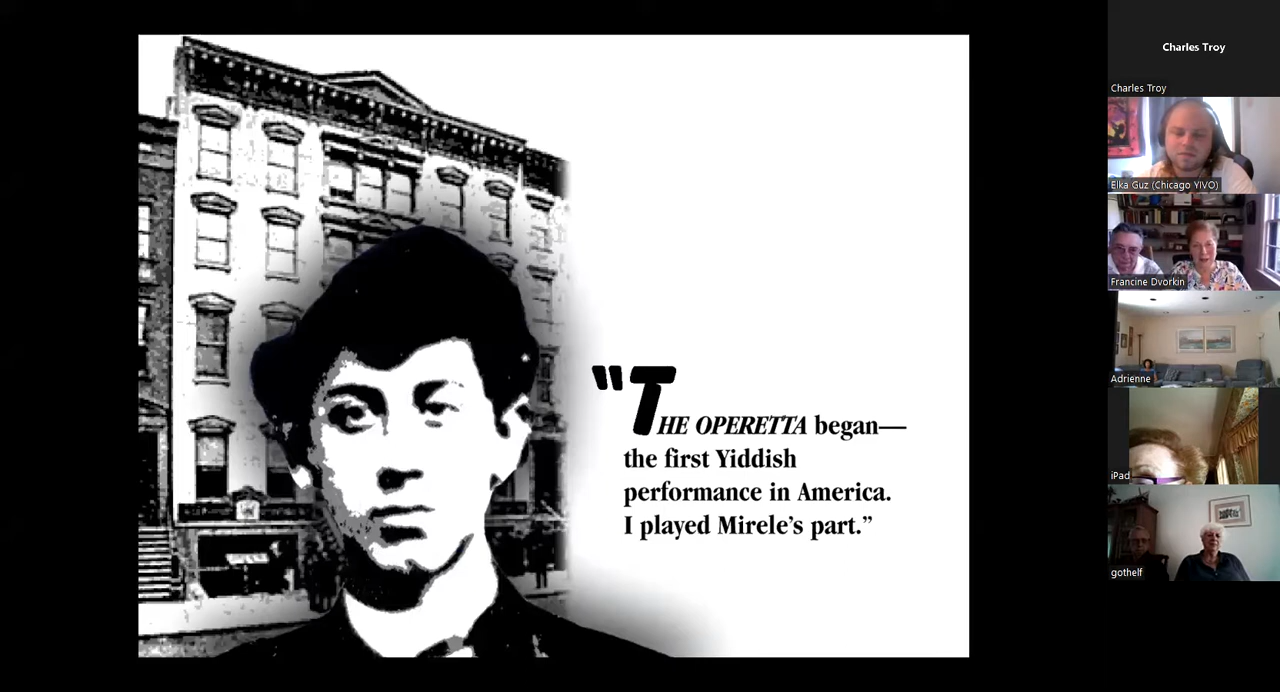 “THE OPERETTA began—
the first Yiddish
performance in America.
I played Mirele’s part.”
Charles Troy
Charles Troy
Elka Guz (Chicago YIVO)
Francine Dvorkin
Adrienne
iPad
gothelf